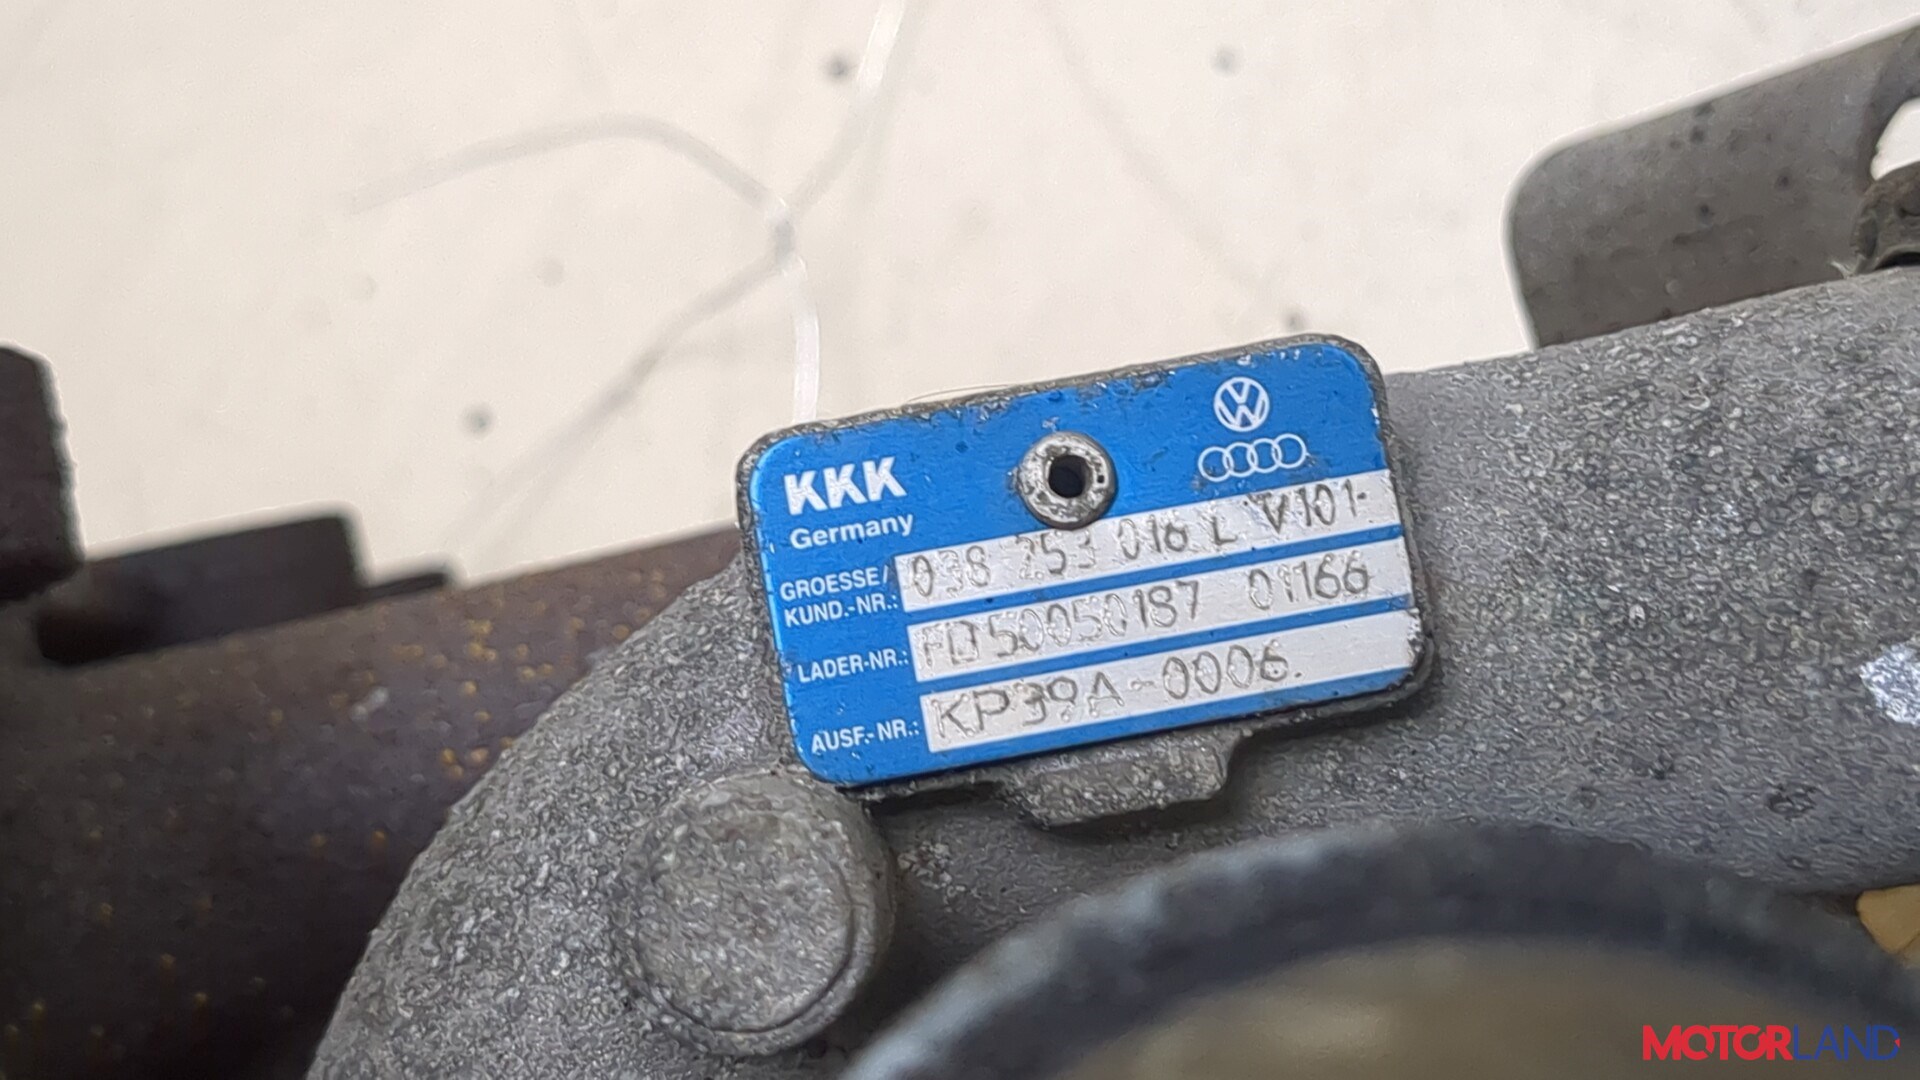 KKK
Germany
GROESSE/
KUND.-NR.: 038 253 016 L V101-
LADER-NR.: FD50050187 01166
AUSF.-NR.: KP39A-0006.
MOTORLAND